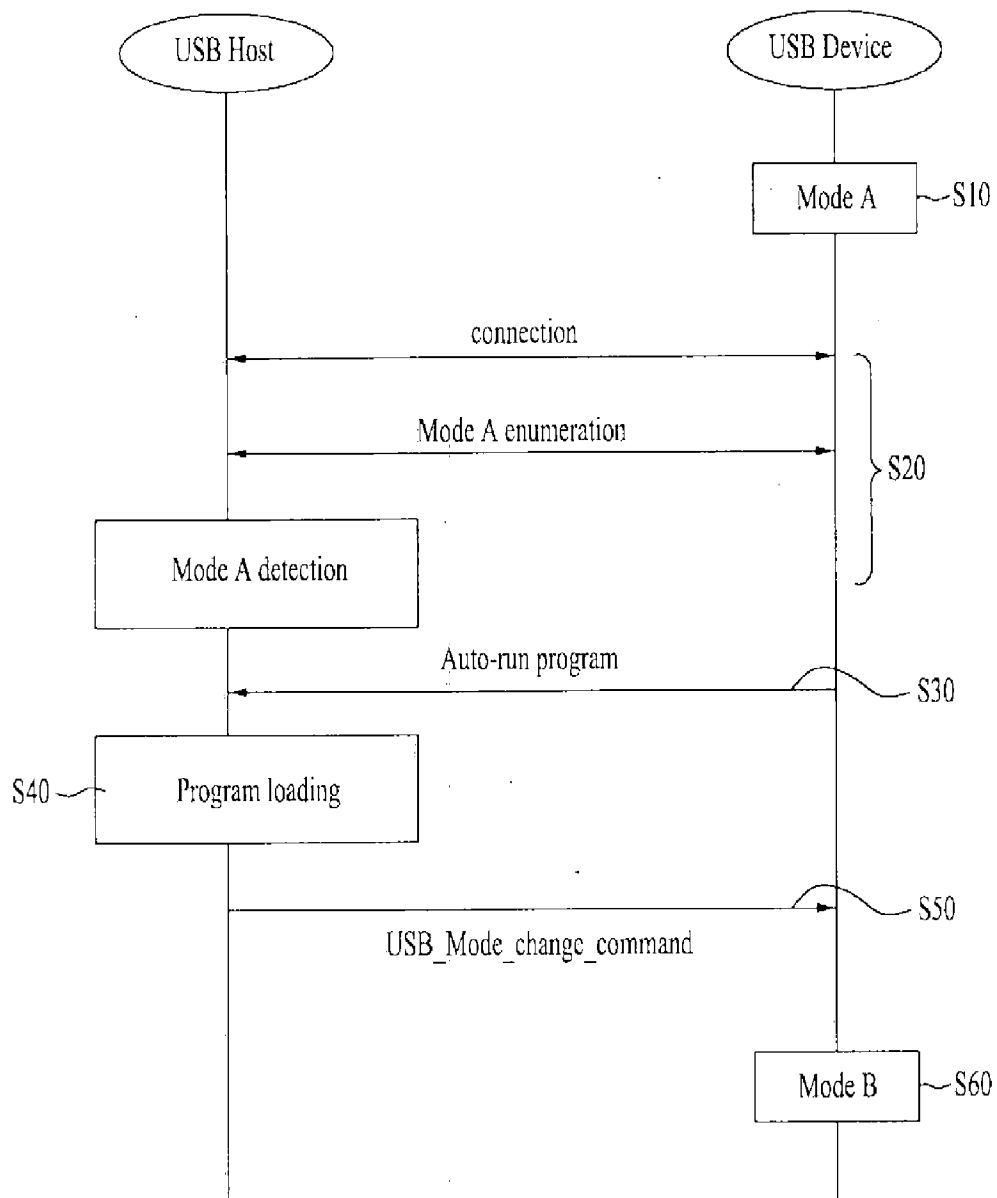 USB Host
USB Device
Mode A
S10
connection
Mode A enumeration
S20
Mode A detection
Auto-run program
S30
S40
Program loading
S50
USB_Mode_change_command
Mode B
S60